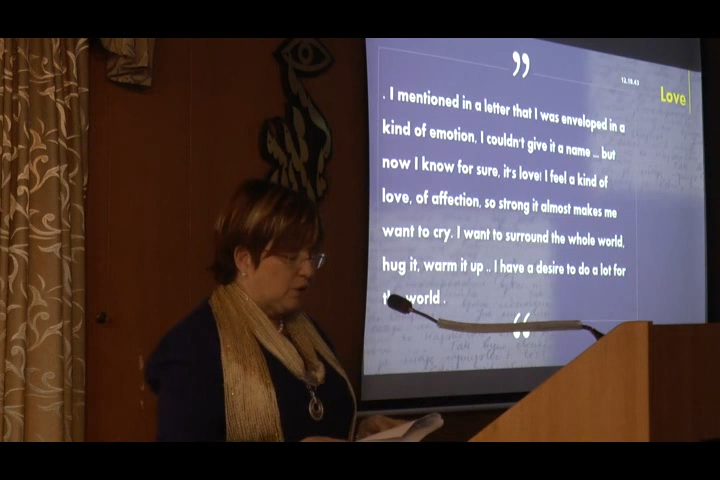 ”
12.10.43
Love
. I mentioned in a letter that I was enveloped in a
kind of emotion, I couldn't give it a name ... but
now I know for sure, it's love! I feel a kind of
love, of affection, so strong it almost makes me
want to cry. I want to surround the whole world,
hug it, warm it up .. I have a desire to do a lot for
the world .
“